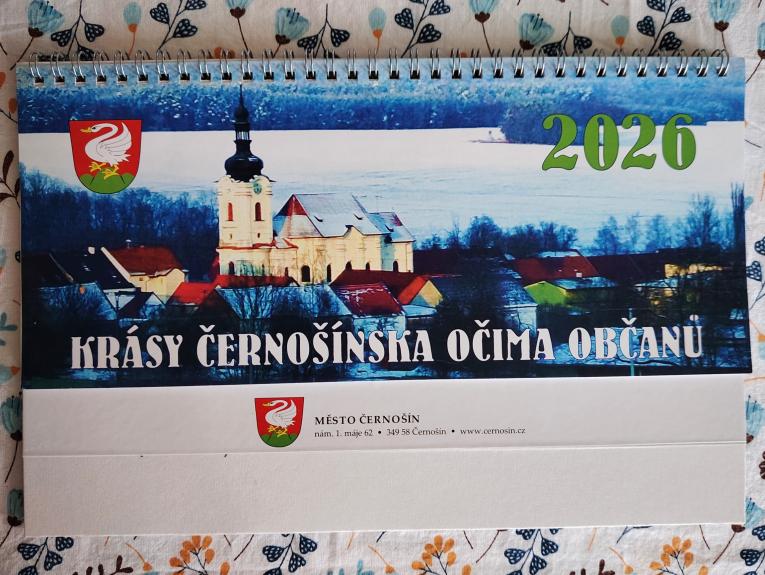 2026
KRÁSY ČERNOŠÍNSKA OČIMA OBČANŮ
MĚSTO ČERNOŠÍN
nám. 1. máje 62 • 349 58 Černošín • www.cernosin.cz